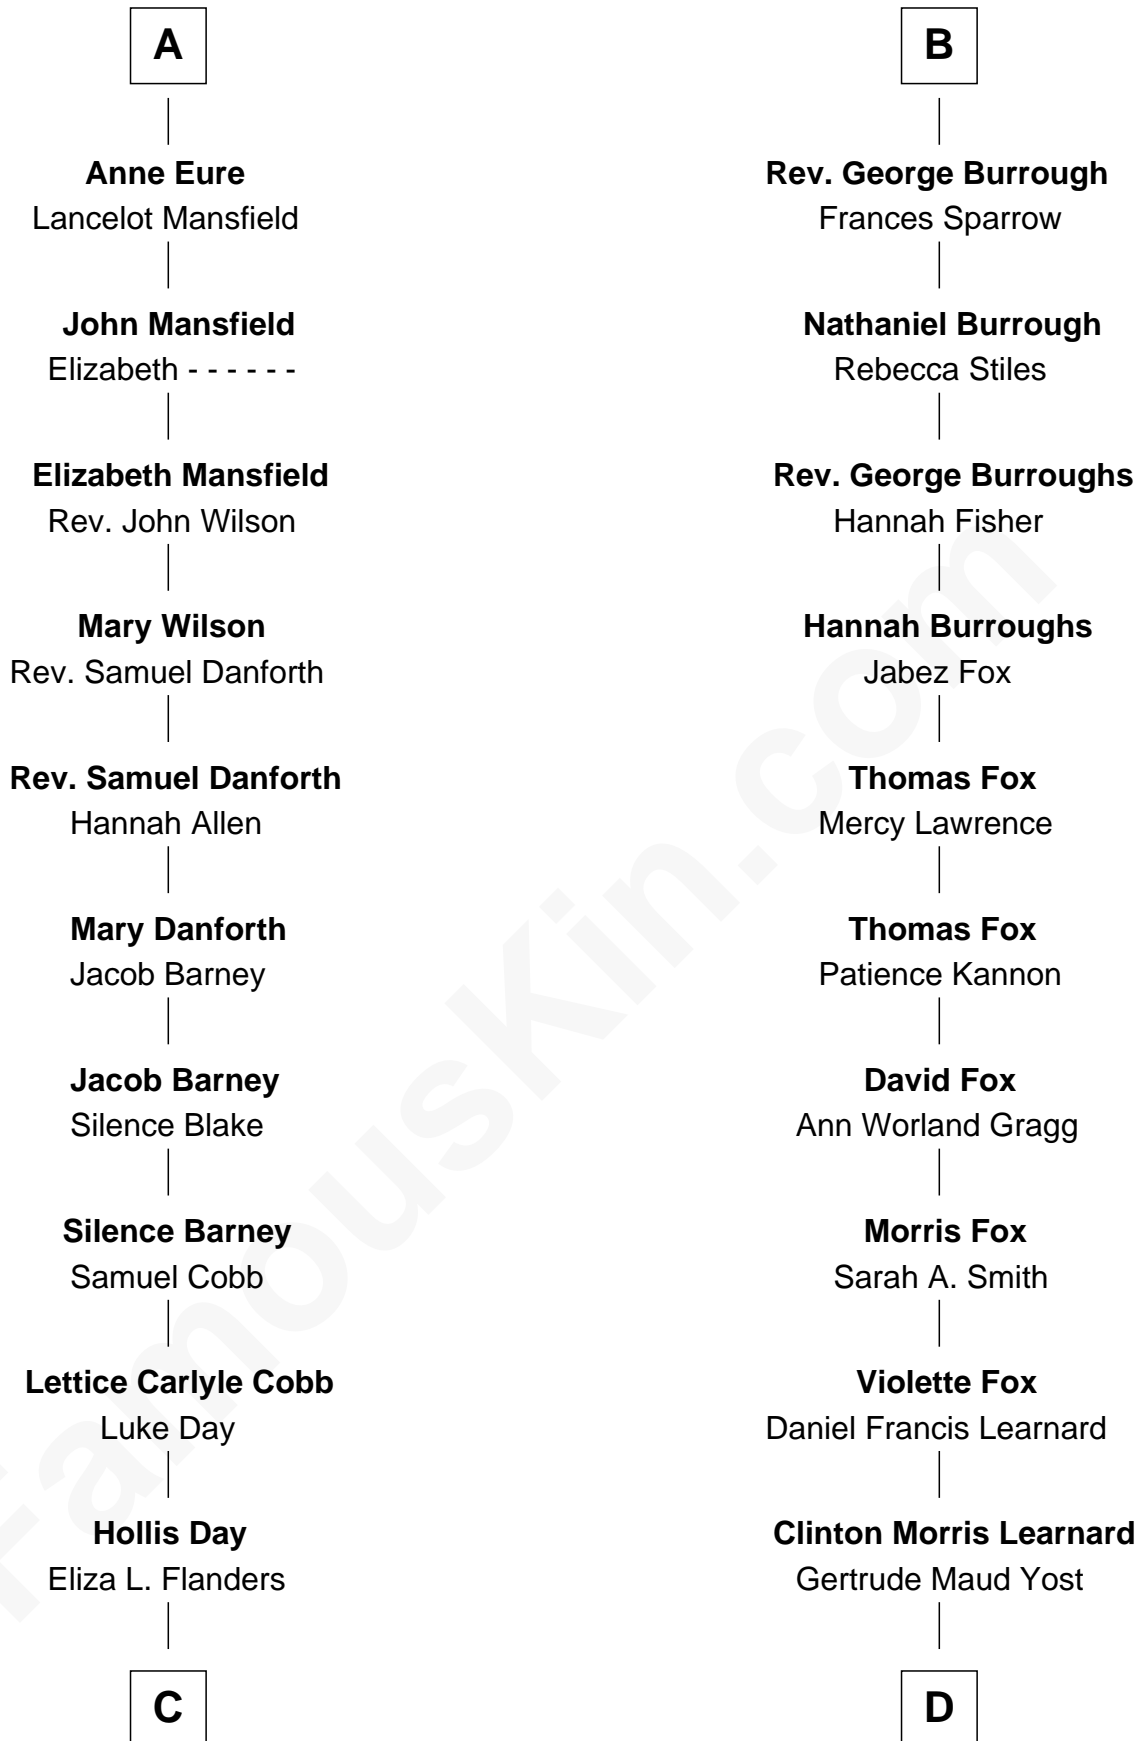 A
Anne Eure
Lancelot Mansfield
John Mansfield
Elizabeth - - - - - -
Elizabeth Mansfield
Rev. John Wilson
Mary Wilson
Rev. Samuel Danforth
Rev. Samuel Danforth
Hannah Allen
Mary Danforth
Jacob Barney
Jacob Barney
Silence Blake
Silence Barney
Samuel Cobb
Lettice Carlyle Cobb
Luke Day
Hollis Day
Eliza L. Flanders
C
B
Rev. George Burrough
Frances Sparrow
Nathaniel Burrough
Rebecca Stiles
Rev. George Burroughs
Hannah Fisher
Hannah Burroughs
Jabez Fox
Thomas Fox
Mercy Lawrence
Thomas Fox
Patience Kannon
David Fox
Ann Worland Gragg
Morris Fox
Sarah A. Smith
Violette Fox
Daniel Francis Learnard
Clinton Morris Learnard
Gertrude Maud Yost
D
FamousKin.com